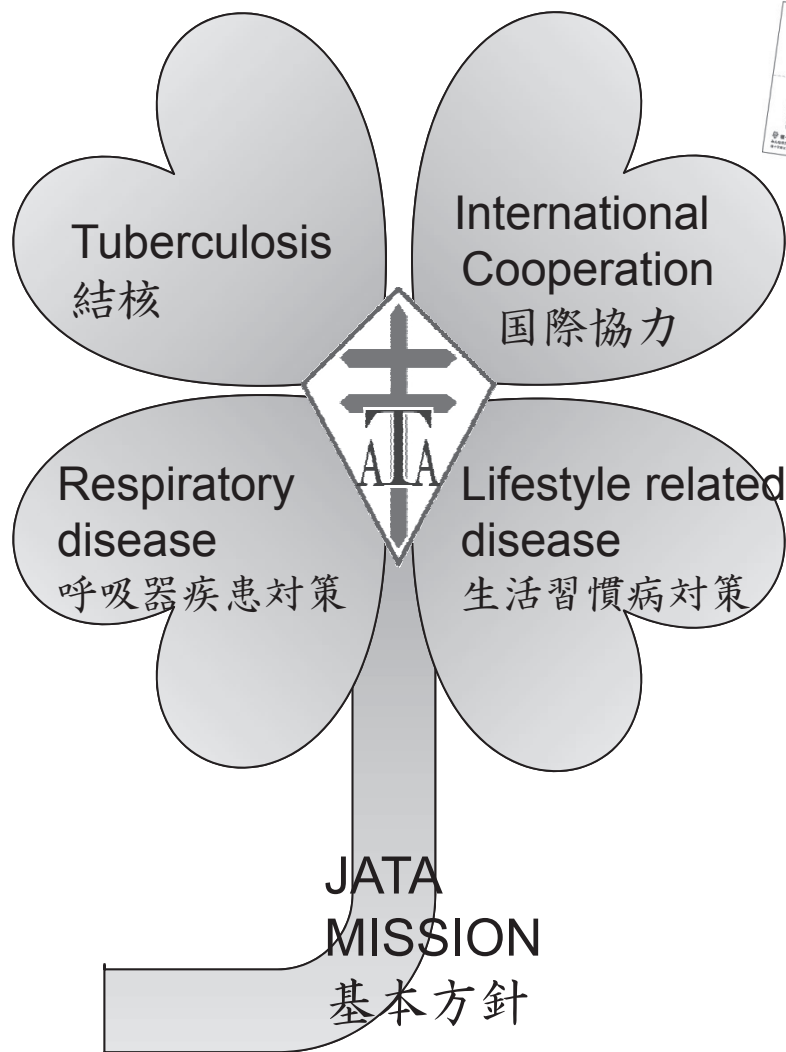 Tuberculosis
結核
International
Cooperation
国際協力
ATA
Respiratory
disease
呼吸器疾患対策
Lifestyle related
disease
生活習慣病対策
JATA
MISSION
基本方針